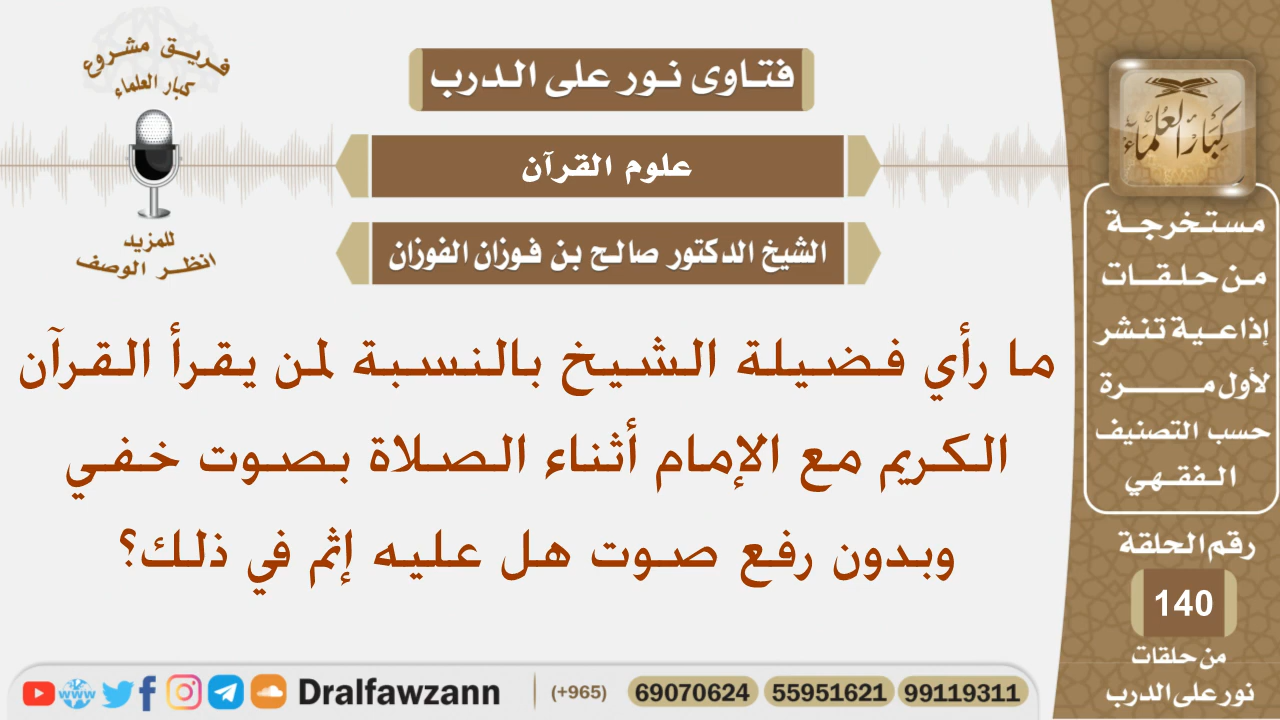 فريق مشروع
كبار العلماء
للمزيد
انظر الوصف
فتاوى نور على الدرب
علوم القرآن
الشيخ الدكتور صالح بن فوزان الفوزان
ما رأي فضيلة الشيخ بالنسبة لمن يقرأ القرآن
الكريم مع الإمام أثناء الصلاة بصوت خفي
وبدون رفع صوت هل عليه إثم في ذلك؟
كبار العلماء
مستخرجة
من حلقات
إذاعية تنشر
لأول مرة
حسب التصنيف
الفقهي
رقم الحلقة
140
من حلقات
نور على الدرب
www Dralfawzann (+965) 69070624 55951621 99119311